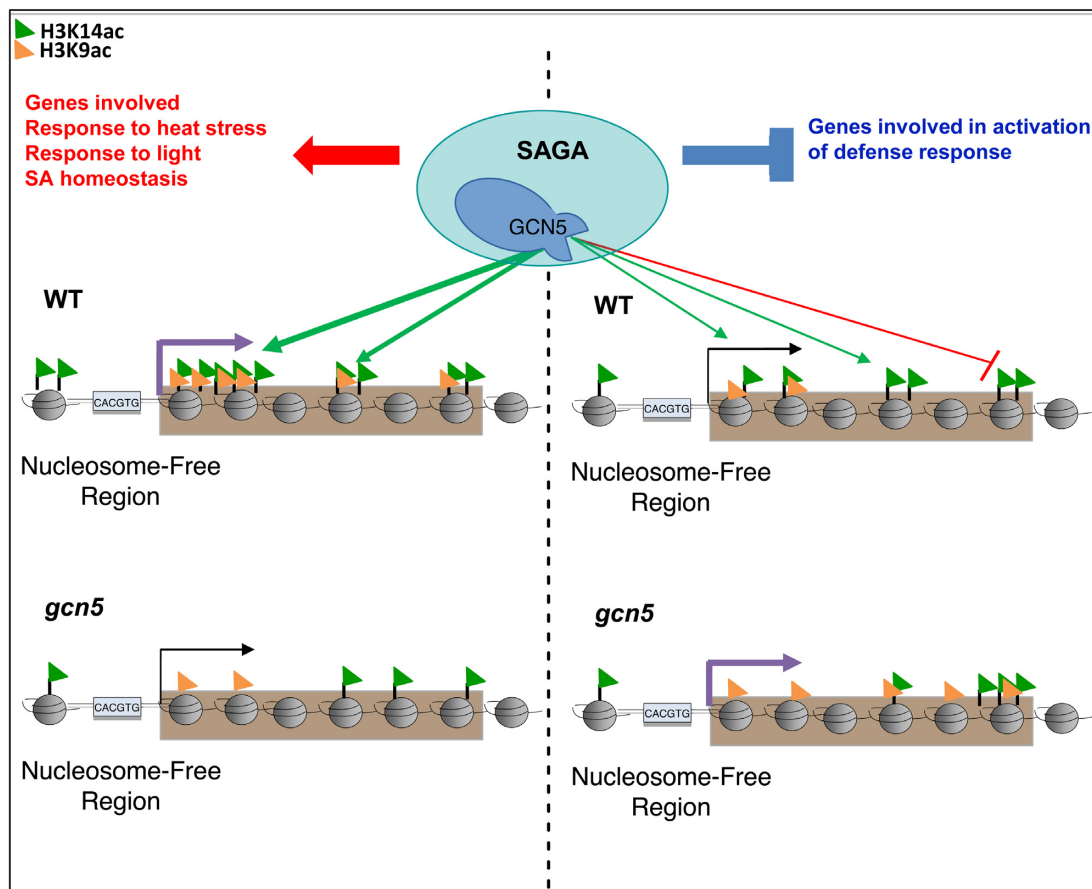 H3K14ac
H3K9ac
Genes involved
Response to heat stress
Response to light
SA homeostasis
SAGA
GCN5
Genes involved in activation
of defense response
WT
CACGTG
Nucleosome-Free
Region
WT
CACGTG
Nucleosome-Free
Region
gcn5
CACGTG
Nucleosome-Free
Region
gcn5
CACGTG
Nucleosome-Free
Region